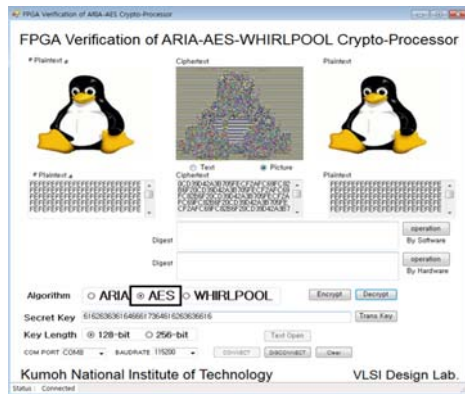 FPGA Verification of ARIA-AES Crypto-Processor
FPGA Verification of ARIA-AES-WHIRLPOOL Crypto-Processor
* Plaintext
Ciphertext
Plaintext
Text
Picture
* Plaintext
Ciphertext
Plaintext
Digest
operation
By Software
Digest
operation
By Hardware
Algorithm ARIA AES WHIRLPOOL Encrypt Decrypt
Secret Key Trans Key
Key Length 128-bit 256-bit Text Open
COM PORT COM8 BAUDRATE 115200 CONNECT DISCONNECT Clear
Kumoh National Institute of Technology VLSI Design Lab.
Status : Connected